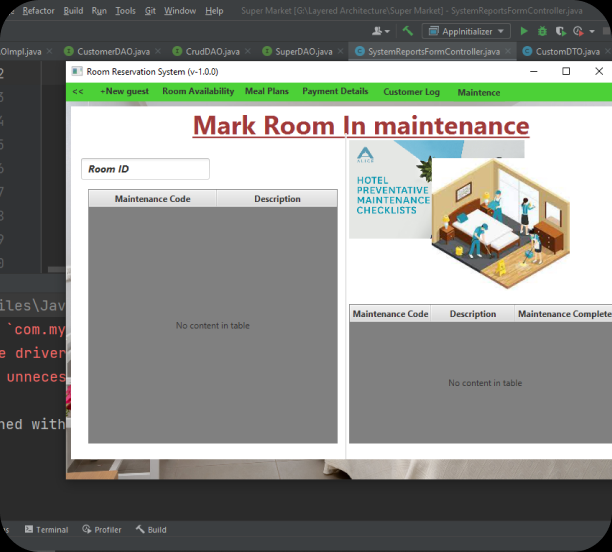 Refactor Build Run Tools Git Window Help Super Market [G:\Layered Architecture\Super Market] - SystemReportsFormController.java
AppInitializer
OImpl.java CustomerDAO.java CrudDAO.java SuperDAO.java SystemReportsFormController.java CustomDTO.java
Room Reservation System (v-1.0.0)
<< +New guest Room Availability Meal Plans Payment Details Customer Log Maintence
Mark Room In maintenance
Room ID
HOTEL
PREVENTATIVE
MAINTENANCE
CHECKLISTS
Maintenance Code Description
No content in table
Maintenance Code Description Maintenance Complete
No content in table
iles\Jav
`com.my
e driver
unneces
ned with
Terminal Profiler Build